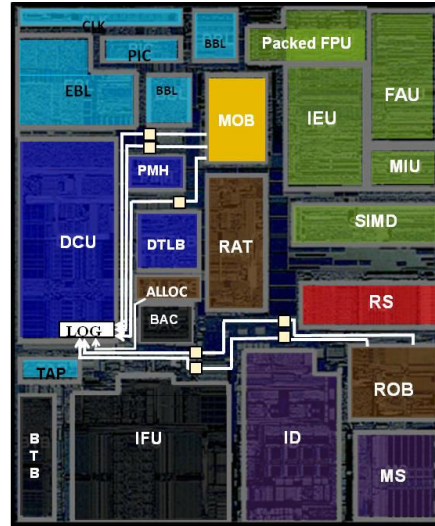 CLK
PIC
BBL
Packed FPU
FAU
EBL
BBL
MOB
IEU
PMH
MIU
DCU
DTLB
RAT
SIMD
ALLOC
RS
LOG
BAC
TAP
ROB
BTB
IFU
ID
MS